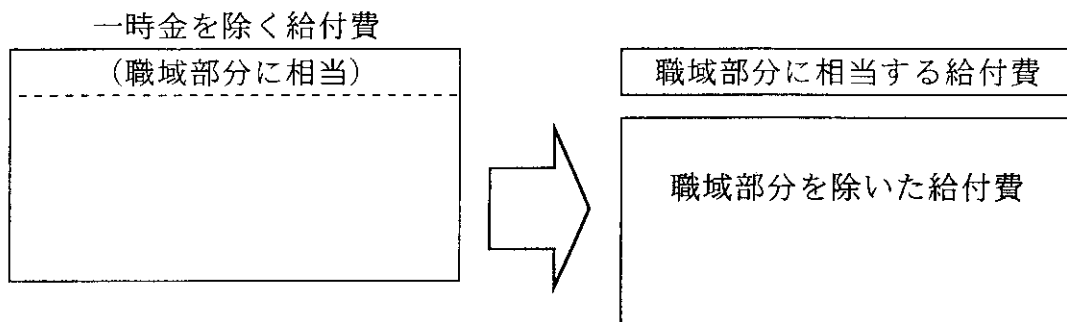 一時金を除く給付費
(職域部分に相当)
職域部分に相当する給付費
職域部分を除いた給付費